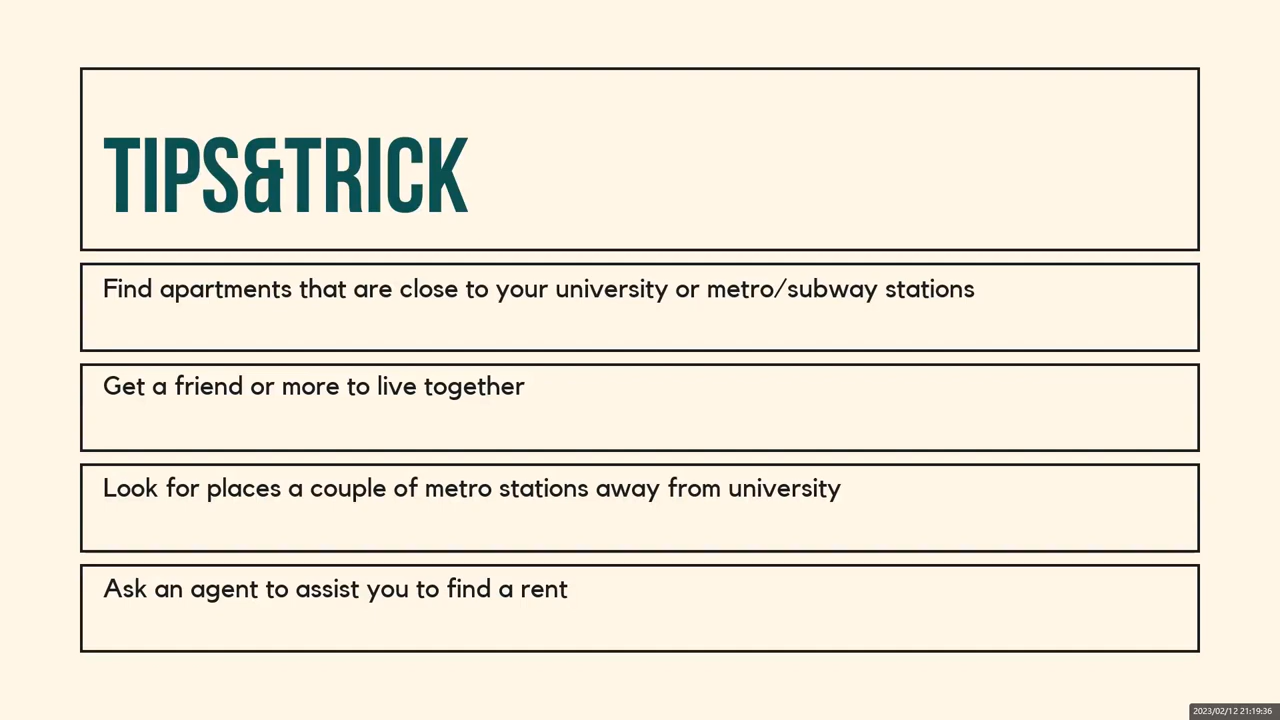 TIPS&TRICK
Find apartments that are close to your university or metro/subway stations
Get a friend or more to live together
Look for places a couple of metro stations away from university
Ask an agent to assist you to find a rent
2023/02/12 21:19:36